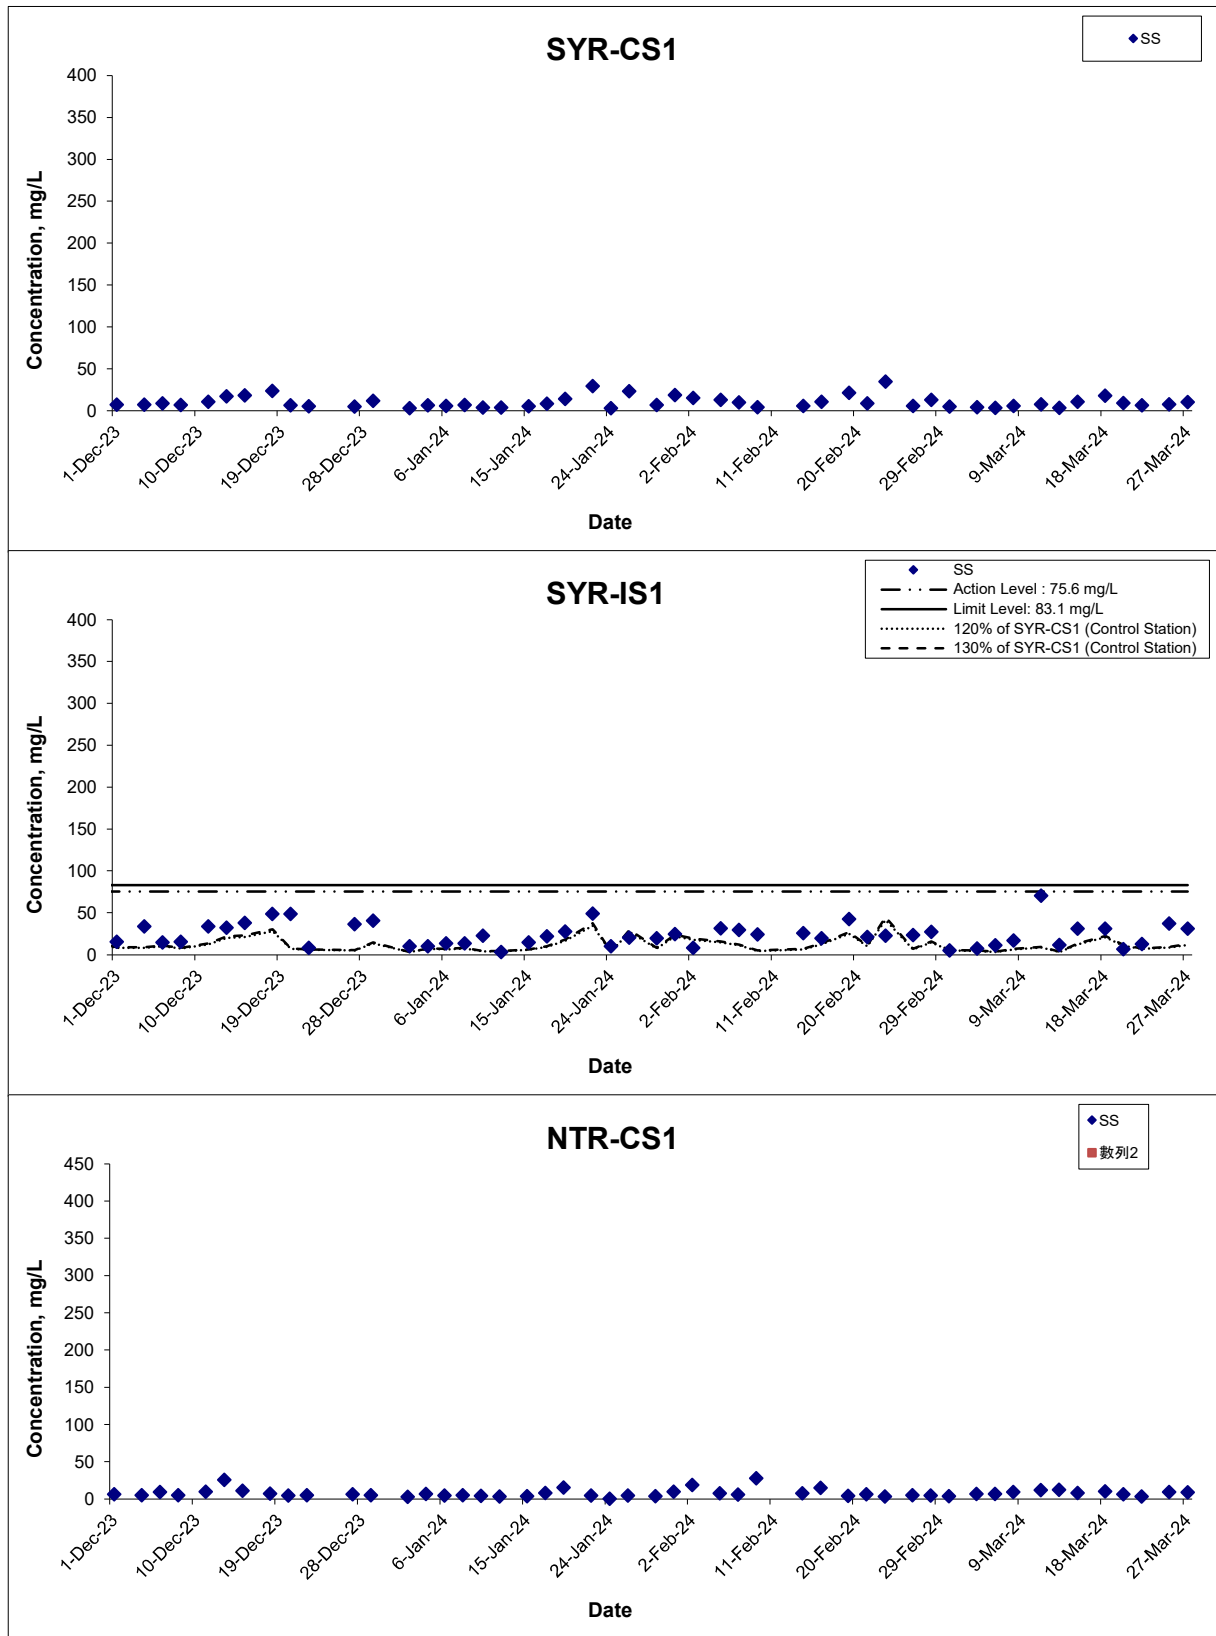 SYR-CS1
SS
400
350
300
250
200
150
100
50
0
Concentration, mg/L
1-Dec-23
10-Dec-23
19-Dec-23
28-Dec-23
6-Jan-24
15-Jan-24
24-Jan-24
2-Feb-24
11-Feb-24
20-Feb-24
29-Feb-24
9-Mar-24
18-Mar-24
27-Mar-24
Date
SYR-IS1
SS
Action Level : 75.6 mg/L
Limit Level: 83.1 mg/L
120% of SYR-CS1 (Control Station)
130% of SYR-CS1 (Control Station)
400
350
300
250
200
150
100
50
0
Concentration, mg/L
1-Dec-23
10-Dec-23
19-Dec-23
28-Dec-23
6-Jan-24
15-Jan-24
24-Jan-24
2-Feb-24
11-Feb-24
20-Feb-24
29-Feb-24
9-Mar-24
18-Mar-24
27-Mar-24
Date
NTR-CS1
SS
數列2
450
400
350
300
250
200
150
100
50
0
Concentration, mg/L
1-Dec-23
10-Dec-23
19-Dec-23
28-Dec-23
6-Jan-24
15-Jan-24
24-Jan-24
2-Feb-24
11-Feb-24
20-Feb-24
29-Feb-24
9-Mar-24
18-Mar-24
27-Mar-24
Date